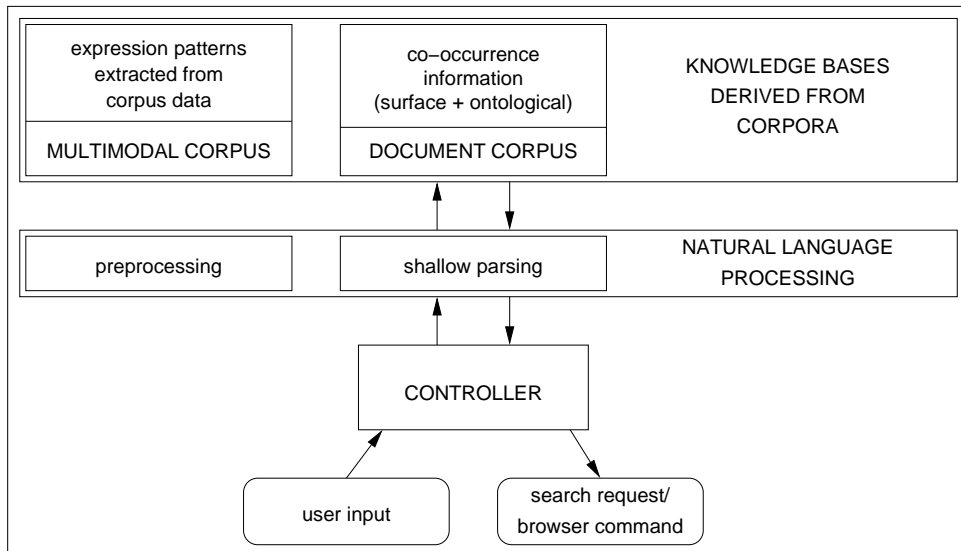 expression patterns
extracted from
corpus data
MULTIMODAL CORPUS
co−occurrence
information
(surface + ontological)
DOCUMENT CORPUS
KNOWLEDGE BASES
DERIVED FROM
CORPORA
preprocessing
shallow parsing
NATURAL LANGUAGE
PROCESSING
CONTROLLER
user input
search request/
browser command